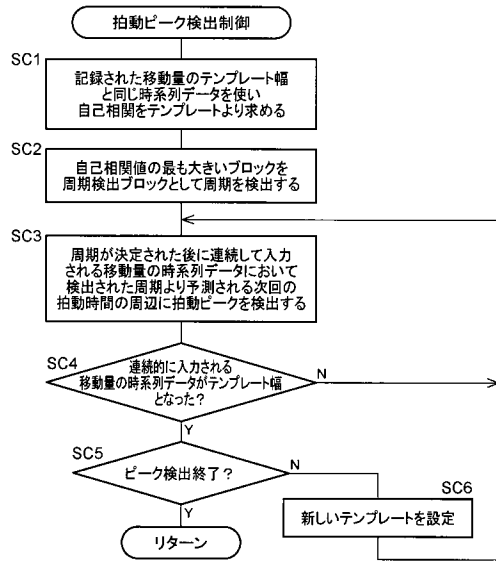 拍動ピーク検出制御
SC1
記録された移動量のテンプレート幅
と同じ時系列データを使い
自己相関をテンプレートより求める
SC2
自己相関値の最も大きいブロックを
周期検出ブロックとして周期を検出する
SC3
周期が決定された後に連続して入力
される移動量の時系列データにおいて
検出された周期より予測される次回の
拍動時間の周辺に拍動ピークを検出する
SC4
連続的に入力される
移動量の時系列データがテンプレート幅
となった?
N
Y
SC5
ピーク検出終了?
N
Y
SC6
新しいテンプレートを設定
リターン